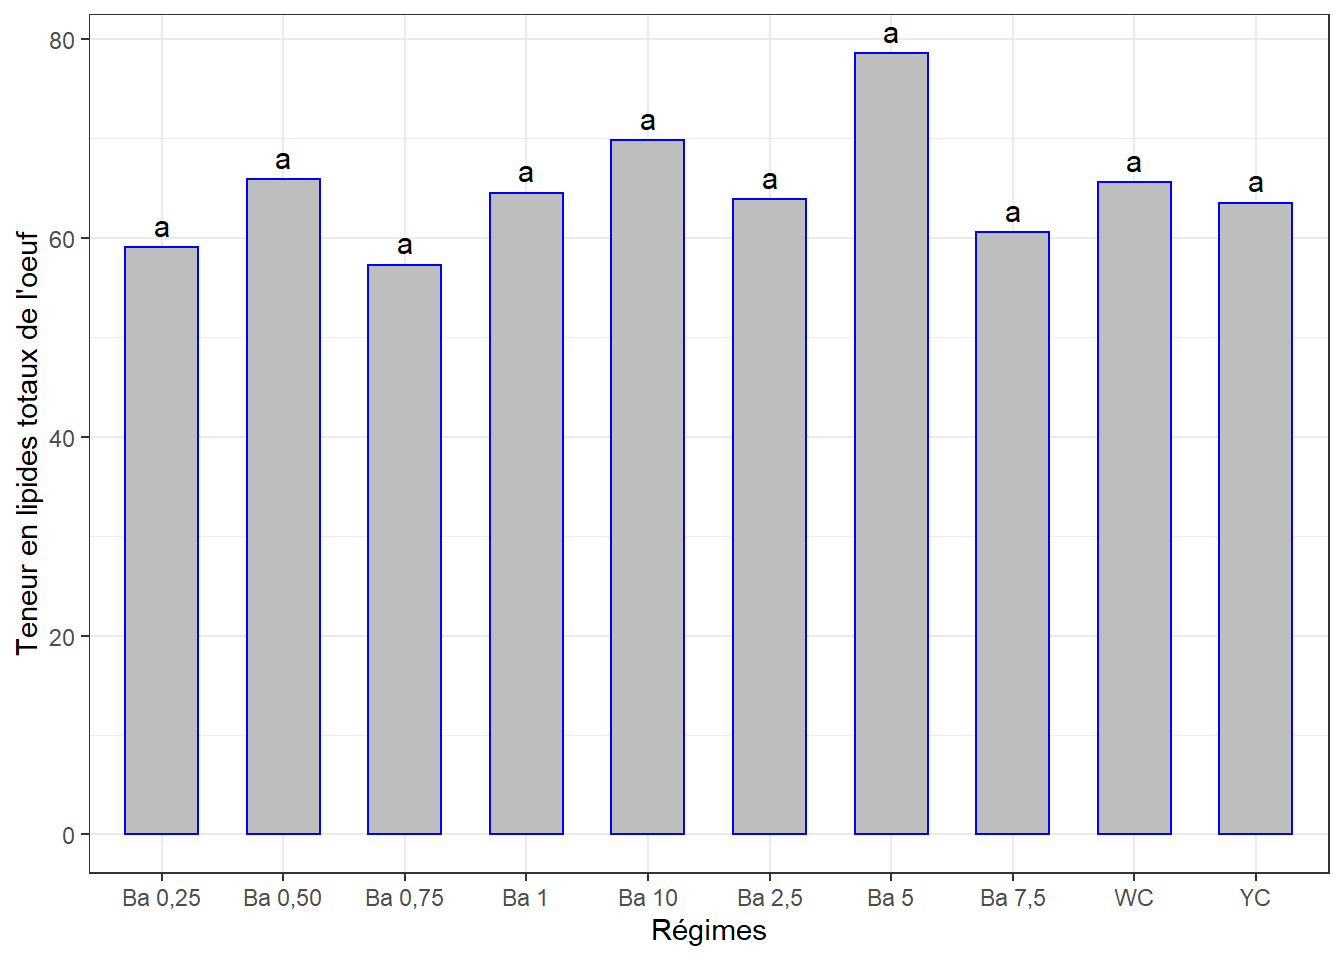 Teneur en lipides totaux de l'oeuf
80
60
40
20
0
a a a a a a a a a a
Ba 0,25 Ba 0,50 Ba 0,75 Ba 1 Ba 10 Ba 2,5 Ba 5 Ba 7,5 WC YC
Régimes